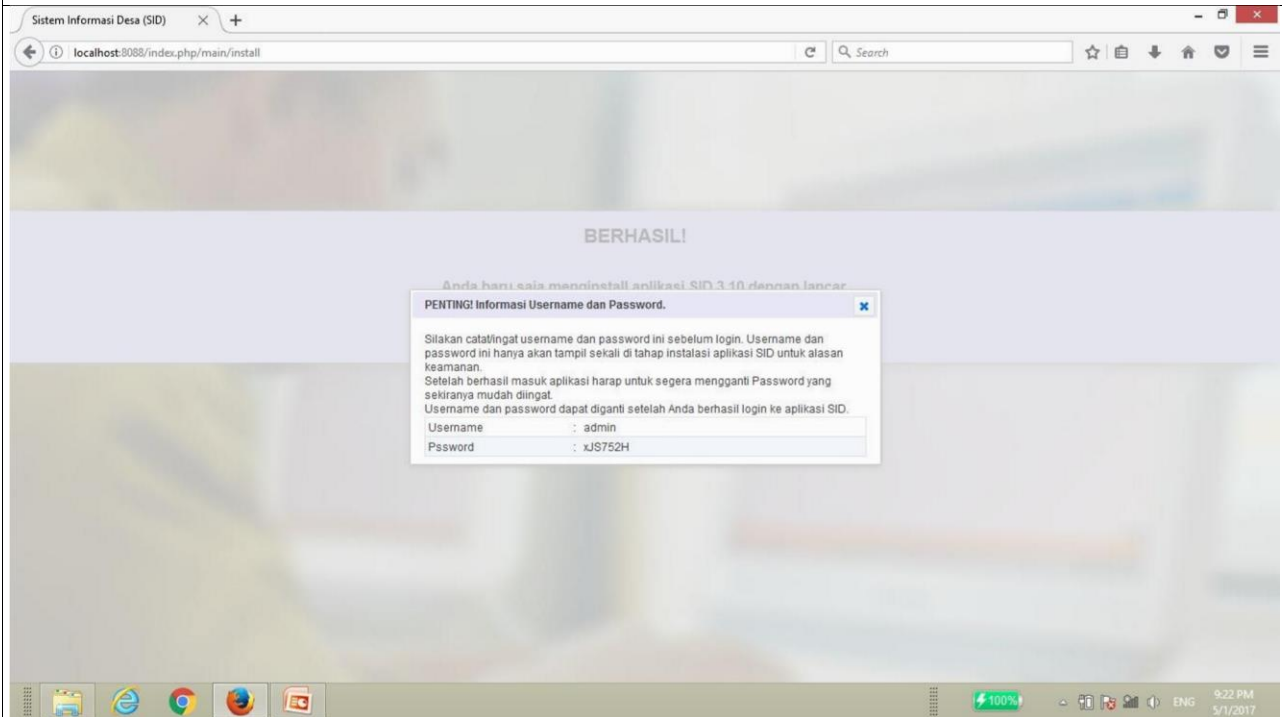 Sistem Informasi Desa (SID)
localhost:8088/index.php/main/install
Search
BERHASIL!
Anda baru saja menginstall aplikasi SID 3.10 dengan lancar
PENTING! Informasi Username dan Password.
Silakan catat/ingat username dan password ini sebelum login. Username dan
password ini hanya akan tampil sekali di tahap instalasi aplikasi SID untuk alasan
keamanan.
Setelah berhasil masuk aplikasi harap untuk segera mengganti Password yang
sekiranya mudah diingat.
Username dan password dapat diganti setelah Anda berhasil login ke aplikasi SID.
Username : admin
Pssword : xJS752H
100%
ENG
9:22 PM
5/1/2017